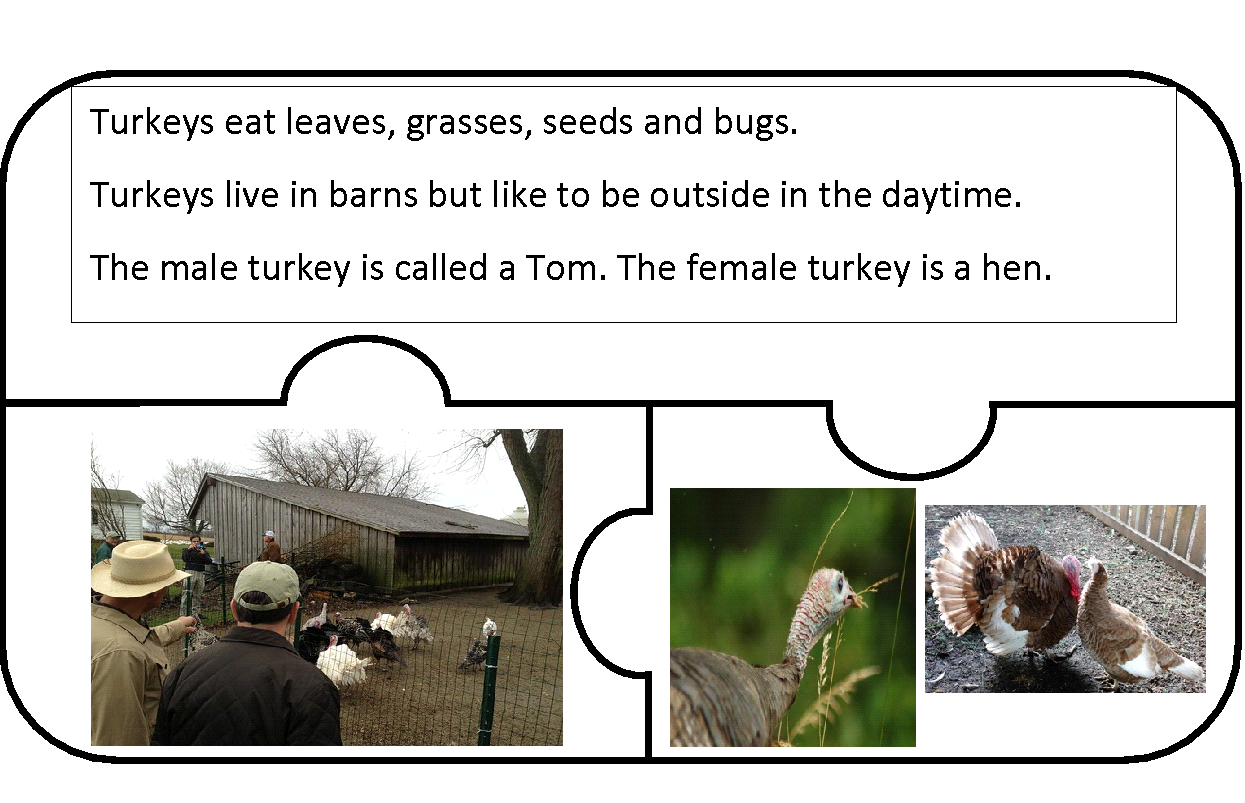 Turkeys eat leaves, grasses, seeds and bugs.
Turkeys live in barns but like to be outside in the daytime.
The male turkey is called a Tom. The female turkey is a hen.